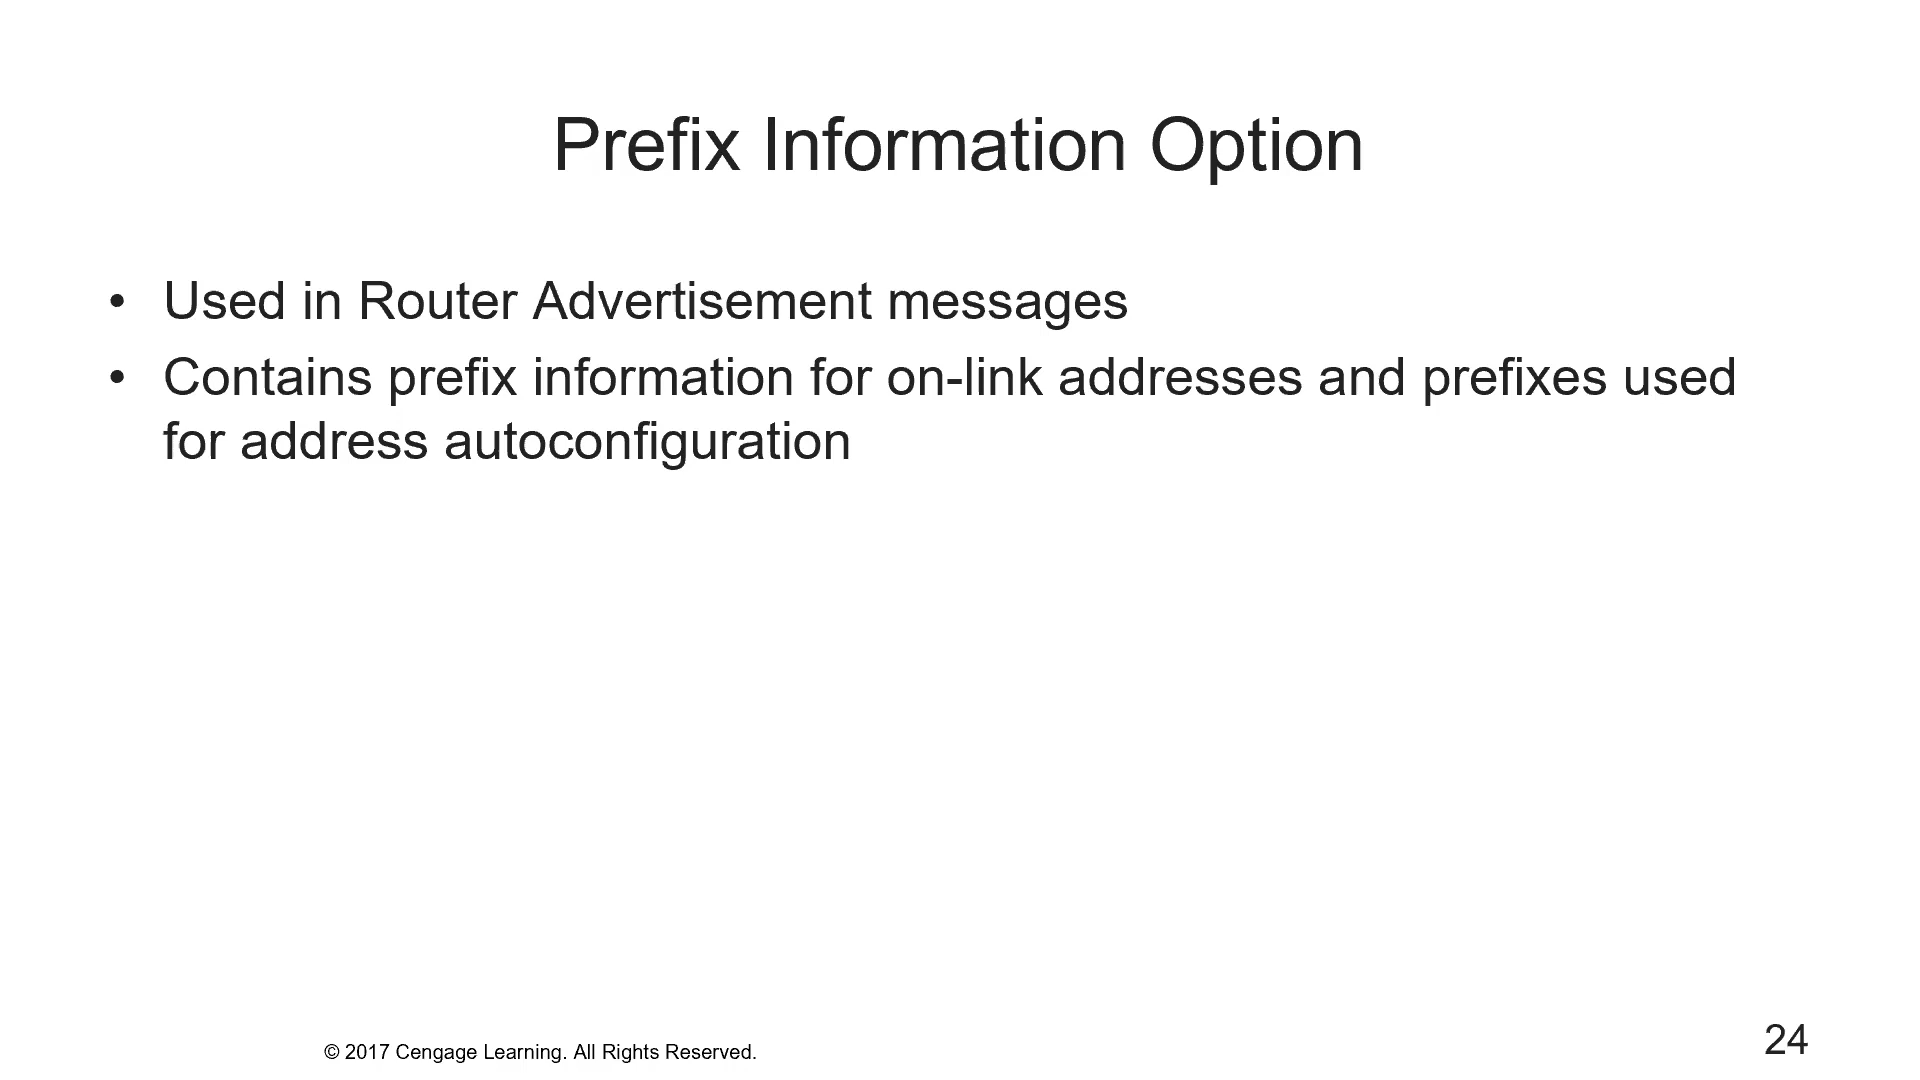 Prefix Information Option
• Used in Router Advertisement messages
• Contains prefix information for on-link addresses and prefixes used
for address autoconfiguration
© 2017 Cengage Learning. All Rights Reserved.
24